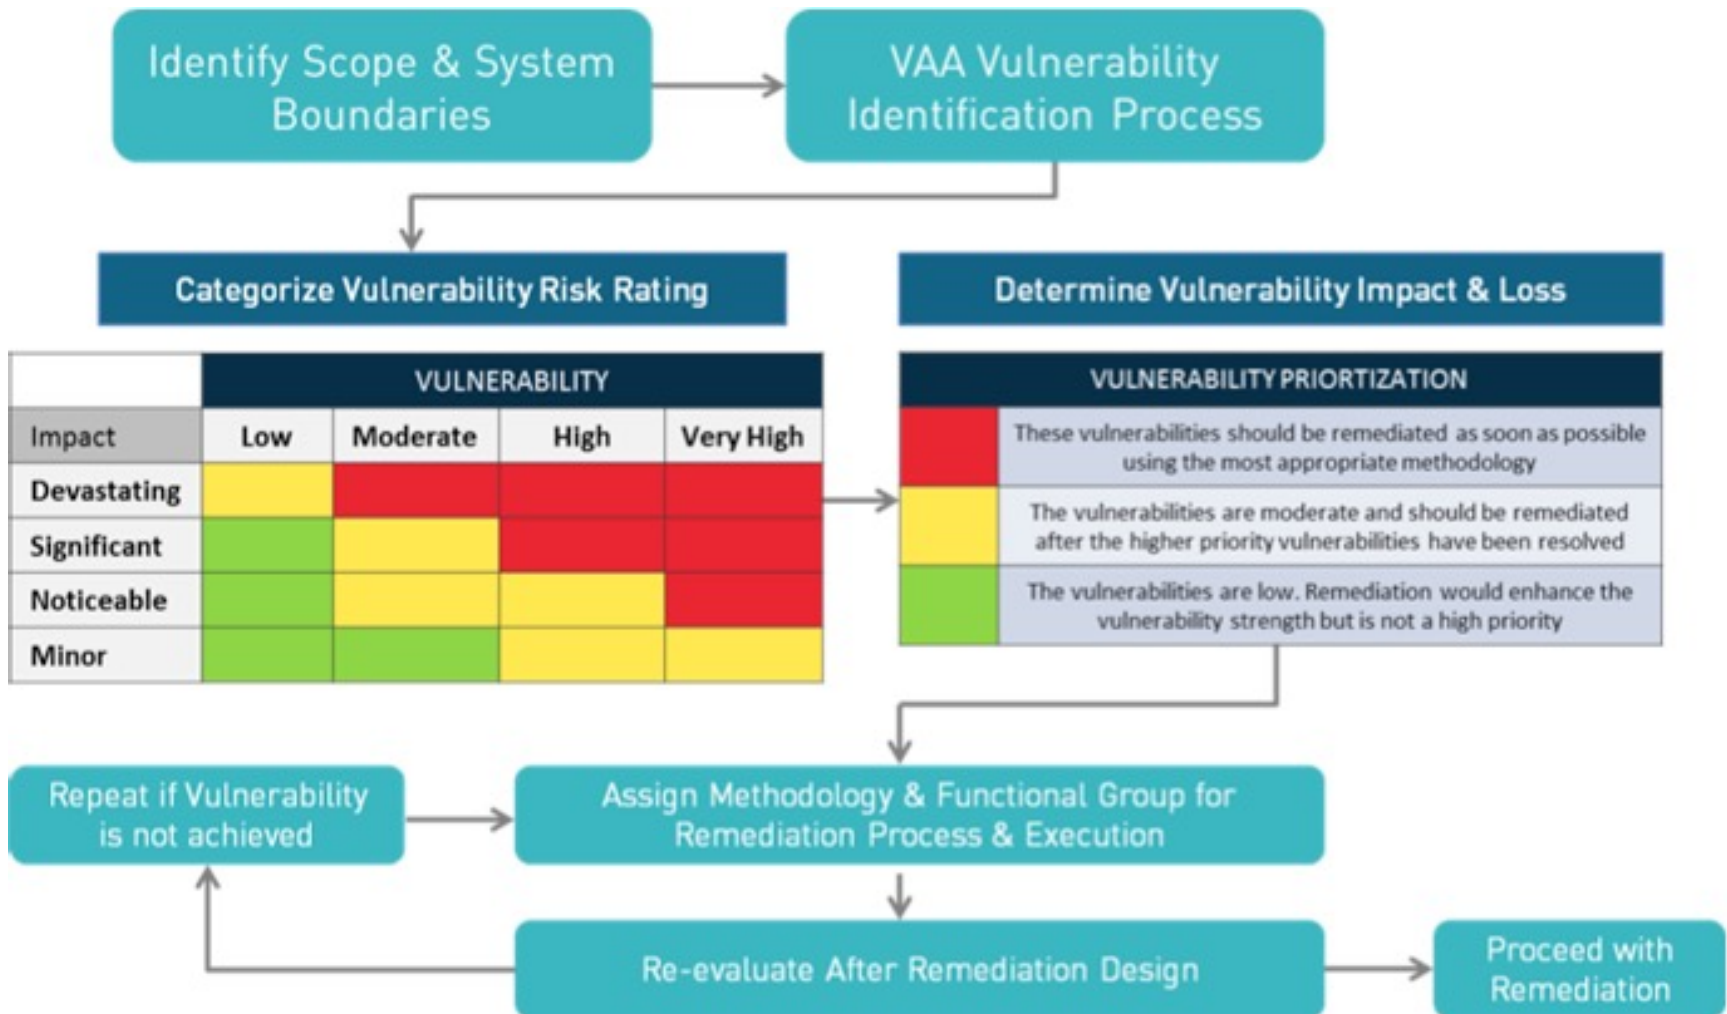 Identify Scope & System
Boundaries
VAA Vulnerability
Identification Process
Categorize Vulnerability Risk Rating
VULNERABILITY
Impact Low Moderate High Very High
Devastating
Significant
Noticeable
Minor
Determine Vulnerability Impact & Loss
VULNERABILITY PRIORTIZATION
These vulnerabilities should be remediated as soon as possible
using the most appropriate methodology
The vulnerabilities are moderate and should be remediated
after the higher priority vulnerabilities have been resolved
The vulnerabilities are low. Remediation would enhance the
vulnerability strength but is not a high priority
Repeat if Vulnerability
is not achieved
Assign Methodology & Functional Group for
Remediation Process & Execution
Re-evaluate After Remediation Design
Proceed with
Remediation